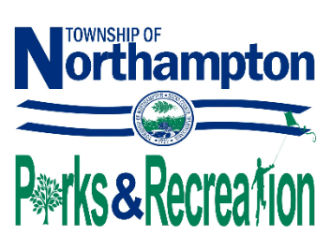 TOWNSHIP OF
Northampton
Parks & Recreation